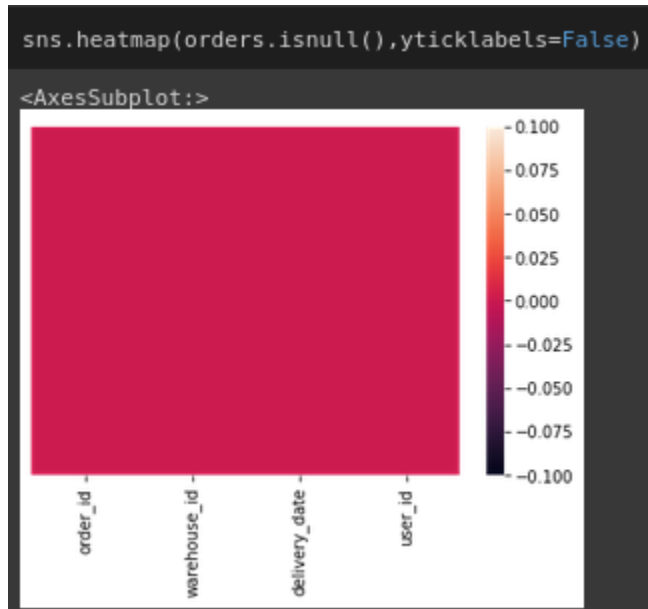 sns.heatmap(orders.isnull(),yticklabels=False)
<AxesSubplot:>
0.100
0.075
0.050
0.025
0.000
−0.025
−0.050
−0.075
−0.100
order_id
warehouse_id
delivery_date
user_id